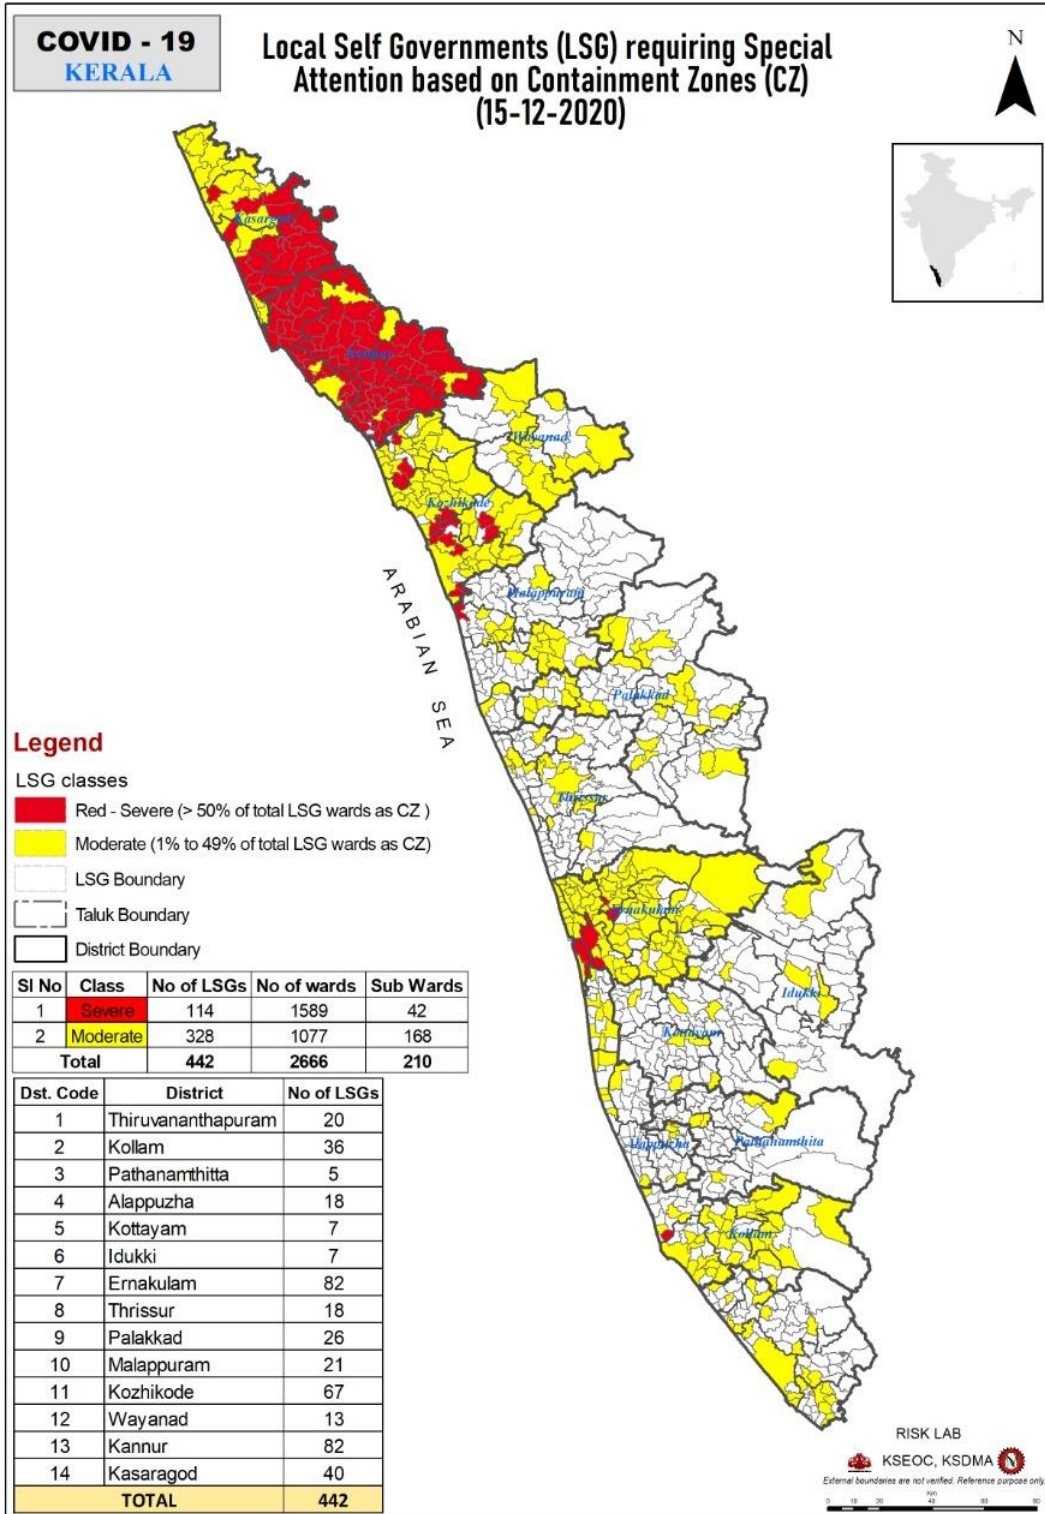 COVID - 19
KERALA
Local Self Governments (LSG) requiring Special
Attention based on Containment Zones (CZ)
(15-12-2020)
N
Kasargod
Kannur
Wayanad
Kozhikode
Malappuram
ARABIAN SEA
Palakkad
Thrissur
Ernakulam
Idukki
Kottayam
Alappuzha
Pathanamthitta
Kollam
Legend
LSG classes
Red - Severe (> 50% of total LSG wards as CZ )
Moderate (1% to 49% of total LSG wards as CZ)
LSG Boundary
Taluk Boundary
District Boundary
Sl No Class No of LSGs No of wards Sub Wards
1 Severe 114 1589 42
2 Moderate 328 1077 168
Total 442 2666 210
Dst. Code District No of LSGs
1 Thiruvananthapuram 20
2 Kollam 36
3 Pathanamthitta 5
4 Alappuzha 18
5 Kottayam 7
6 Idukki 7
7 Ernakulam 82
8 Thrissur 18
9 Palakkad 26
10 Malappuram 21
11 Kozhikode 67
12 Wayanad 13
13 Kannur 82
14 Kasaragod 40
TOTAL 442
RISK LAB
KSEOC, KSDMA
External boundaries are not verified. Reference purpose only.
Km
0 10 20 40 60 80